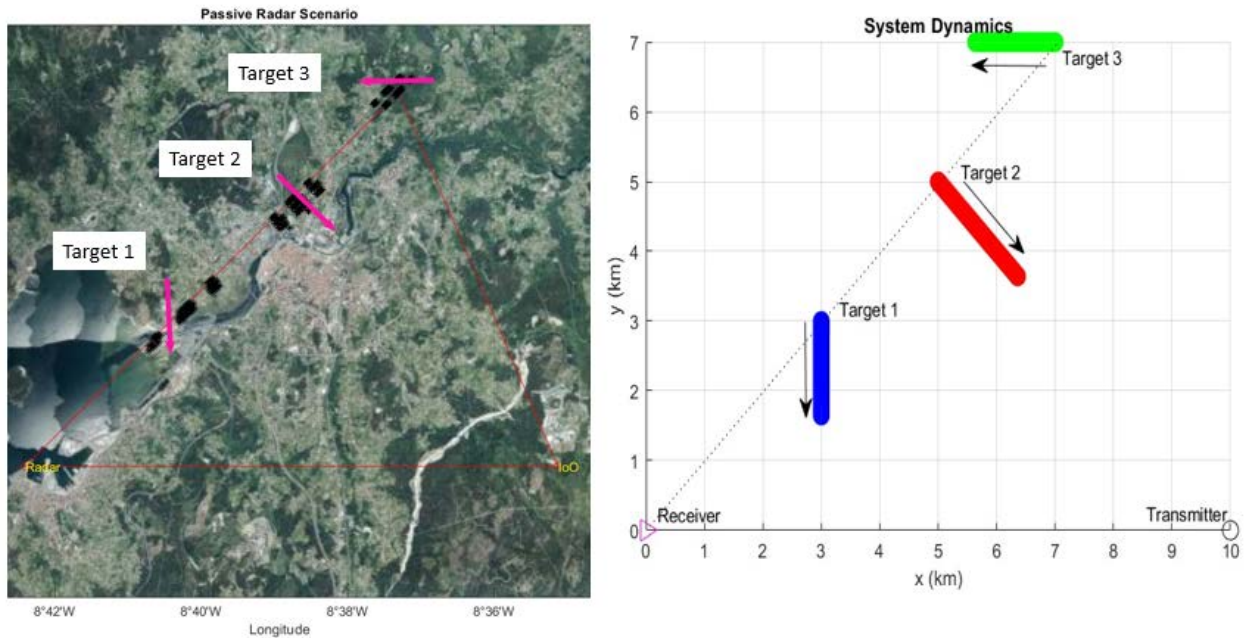 Passive Radar Scenario
Target 3
Target 2
Target 1
Radar
IoO
8°42'W
8°40'W
8°38'W
8°36'W
Longitude
System Dynamics
7
6
5
4
3
2
1
0
y (km)
Target 3
Target 2
Target 1
Receiver
Transmitter
0
1
2
3
4
5
6
7
8
9
10
x (km)